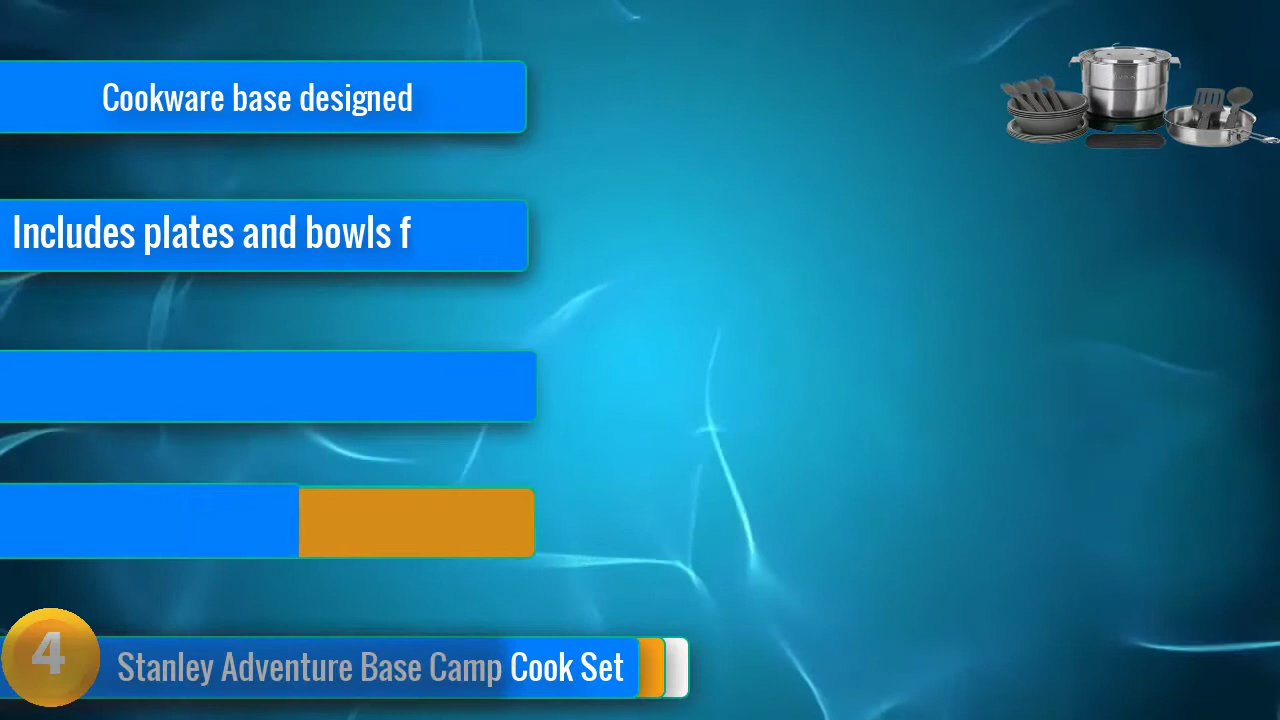 Cookware base designed
Includes plates and bowls f
4
Stanley Adventure Base Camp Cook Set